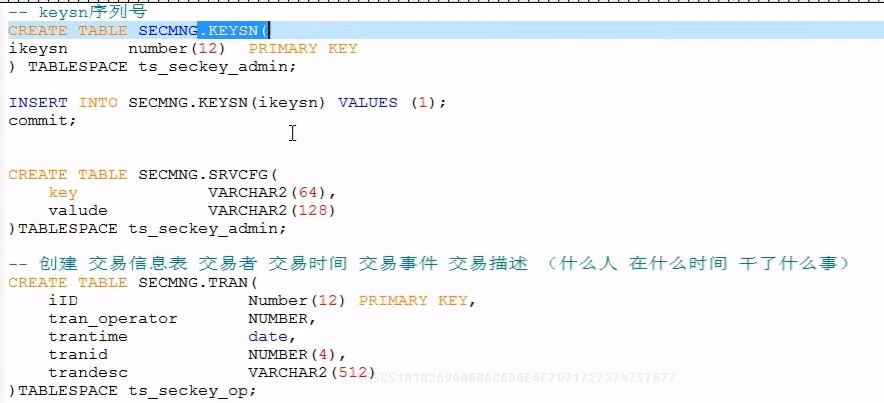 -- keysn序列号
CREATE TABLE SECMNG.KEYSN(
ikeysn number(12) PRIMARY KEY
) TABLESPACE ts_seckey_admin;
INSERT INTO SECMNG.KEYSN(ikeysn) VALUES (1);
commit;
CREATE TABLE SECMNG.SRVCFG(
key VARCHAR2(64),
valude VARCHAR2(128)
)TABLESPACE ts_seckey_admin;
-- 创建 交易信息表 交易者 交易时间 交易事件 交易描述 （什么人 在什么时间 干了什么事）
CREATE TABLE SECMNG.TRAN(
iID Number(12) PRIMARY KEY,
tran_operator NUMBER,
trantime date,
tranid NUMBER(4),
trandesc VARCHAR2(512)
)TABLESPACE ts_seckey_op;